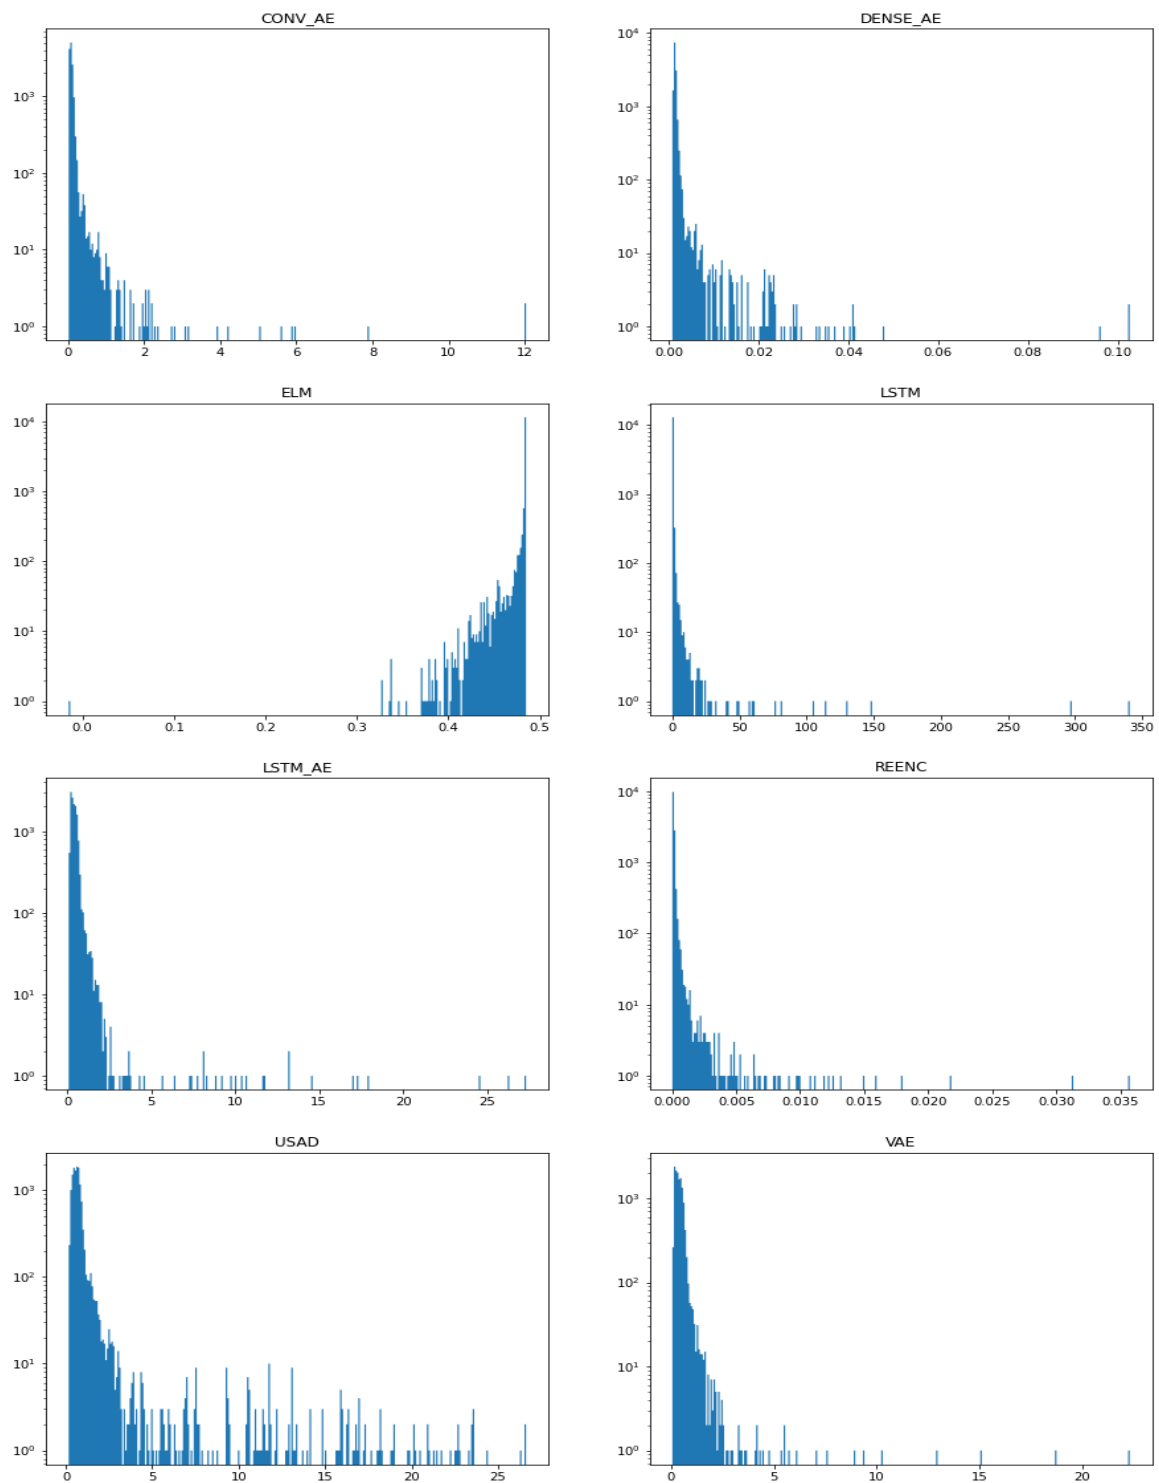 CONV_AE
10³
10²
10¹
10⁰
0 2 4 6 8 10 12
DENSE_AE
10⁴
10³
10²
10¹
10⁰
0.00 0.02 0.04 0.06 0.08 0.10
ELM
10⁴
10³
10²
10¹
10⁰
0.0 0.1 0.2 0.3 0.4 0.5
LSTM
10⁴
10³
10²
10¹
10⁰
0 50 100 150 200 250 300 350
LSTM_AE
10³
10²
10¹
10⁰
0 5 10 15 20 25
REENC
10⁴
10³
10²
10¹
10⁰
0.000 0.005 0.010 0.015 0.020 0.025 0.030 0.035
USAD
10³
10²
10¹
10⁰
0 5 10 15 20 25
VAE
10³
10²
10¹
10⁰
0 5 10 15 20